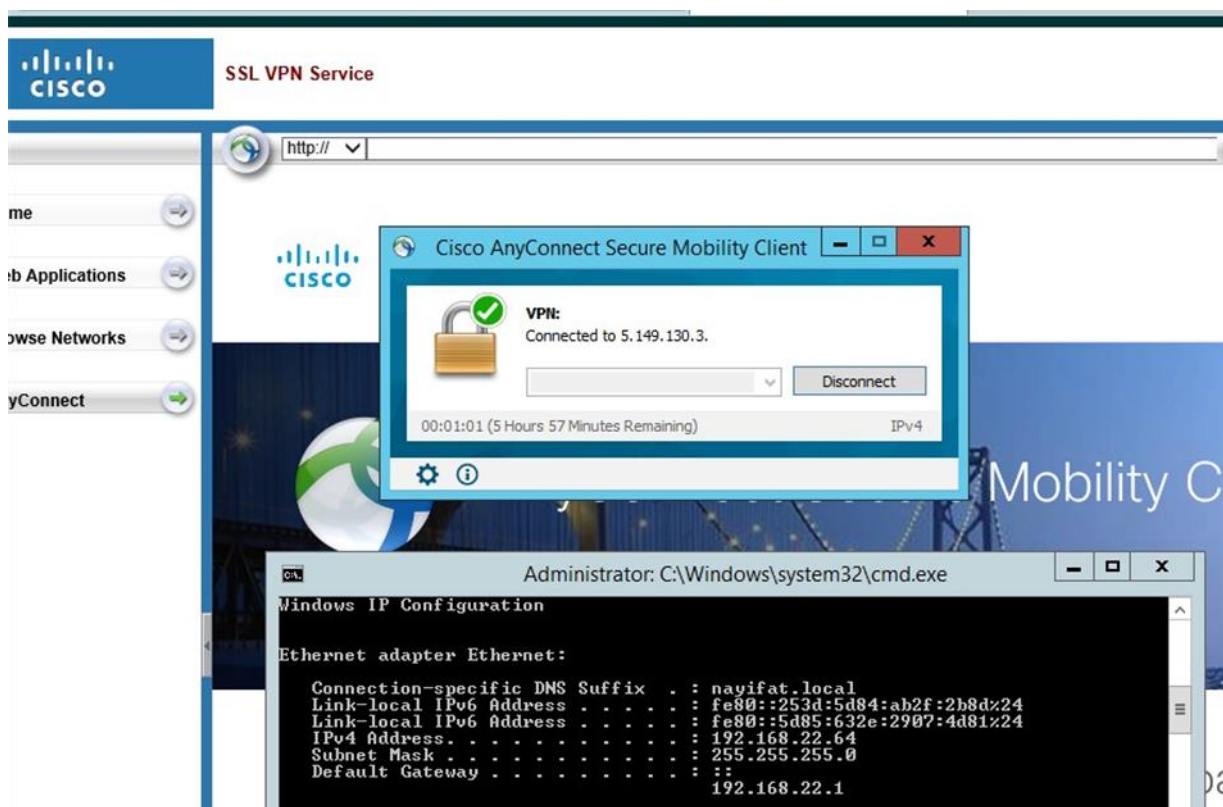 CISCO
SSL VPN Service
http://
me
eb Applications
owse Networks
yConnect
CISCO
Cisco AnyConnect Secure Mobility Client
VPN:
Connected to 5.149.130.3.
Disconnect
00:01:01 (5 Hours 57 Minutes Remaining)
IPv4
Mobility C
Administrator: C:\Windows\system32\cmd.exe
Windows IP Configuration
Ethernet adapter Ethernet:
Connection-specific DNS Suffix . : nayifat.local
Link-local IPv6 Address . . . . . : fe80::253d:5d84:ab2f:2b8d%24
Link-local IPv6 Address . . . . . : fe80::5d85:632e:2907:4d81%24
IPv4 Address. . . . . . . . . . . : 192.168.22.64
Subnet Mask . . . . . . . . . . . : 255.255.255.0
Default Gateway . . . . . . . . . : ::
192.168.22.1